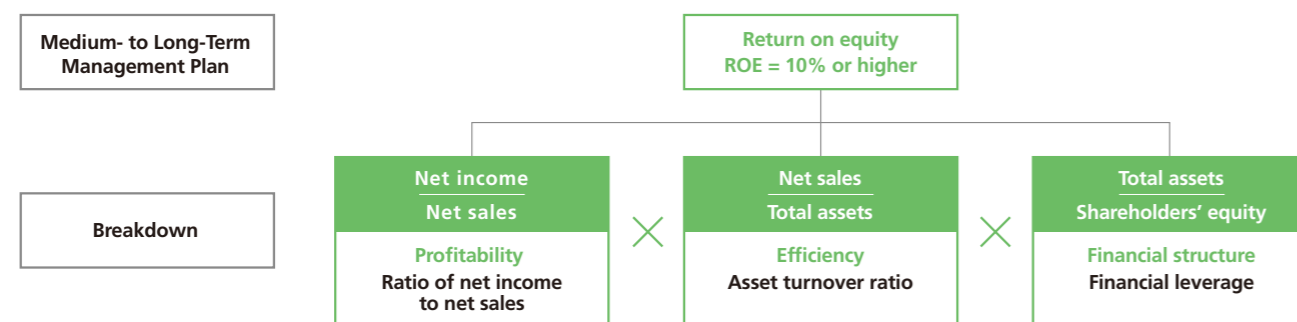 Medium- to Long-Term
Management Plan
Return on equity
ROE = 10% or higher
Breakdown
Net income
Net sales
Profitability
Ratio of net income
to net sales
×
Net sales
Total assets
Efficiency
Asset turnover ratio
×
Total assets
Shareholders’ equity
Financial structure
Financial leverage